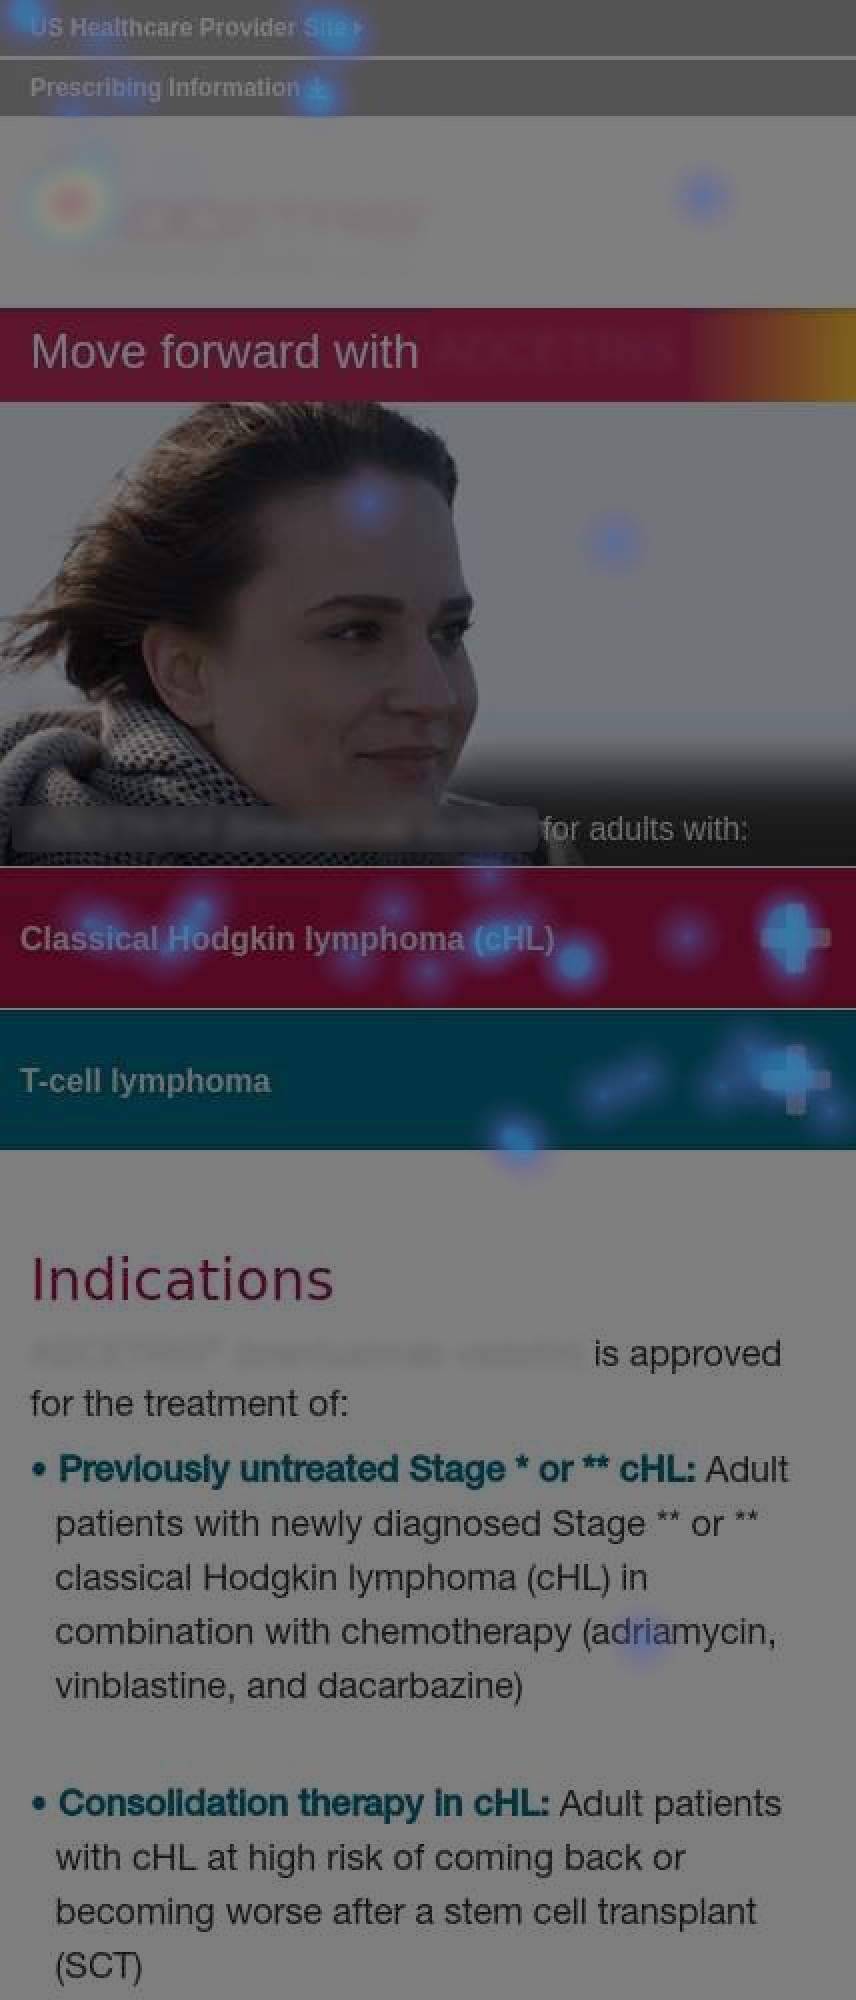 US Healthcare Provider Site
Prescribing Information
Move forward with ADCETRIS
for adults with:
Classical Hodgkin lymphoma (cHL)
T-cell lymphoma
Indications
is approved
for the treatment of:
• Previously untreated Stage * or ** cHL: Adult
patients with newly diagnosed Stage ** or **
classical Hodgkin lymphoma (cHL) in
combination with chemotherapy (adriamycin,
vinblastine, and dacarbazine)
• Consolidation therapy in cHL: Adult patients
with cHL at high risk of coming back or
becoming worse after a stem cell transplant
(SCT)